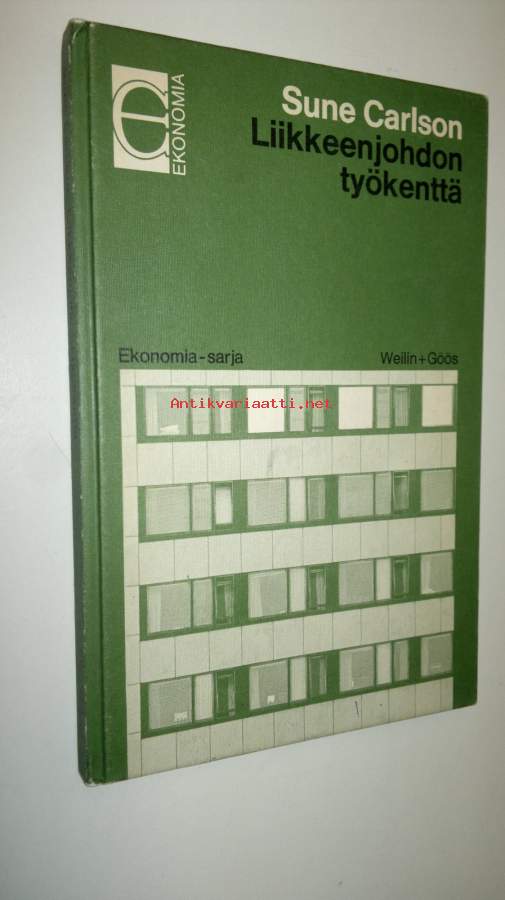 EKONOMIA
Sune Carlson
Liikkeenjohdon
työkenttä
Ekonomia-sarja
Weilin+Göös
Antikvariaatti.net